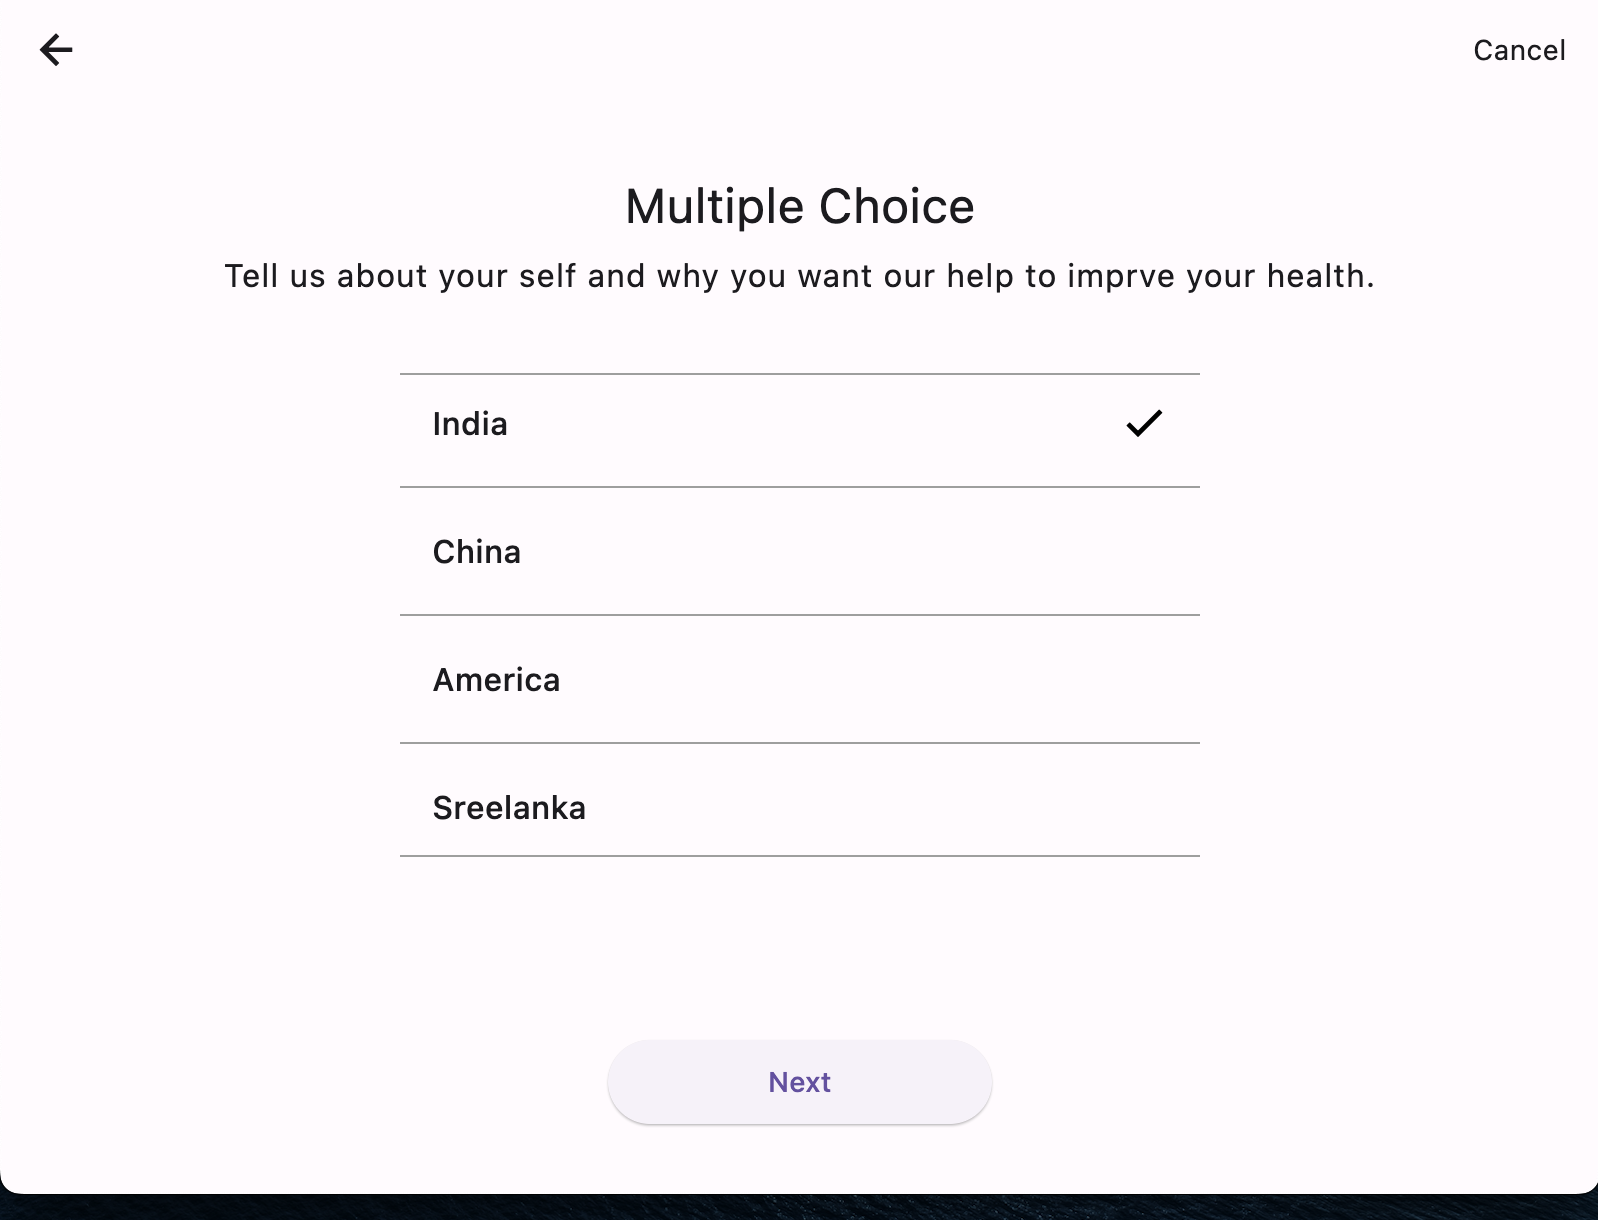 Cancel
Multiple Choice
Tell us about your self and why you want our help to imprve your health.
India
China
America
Sreelanka
Next